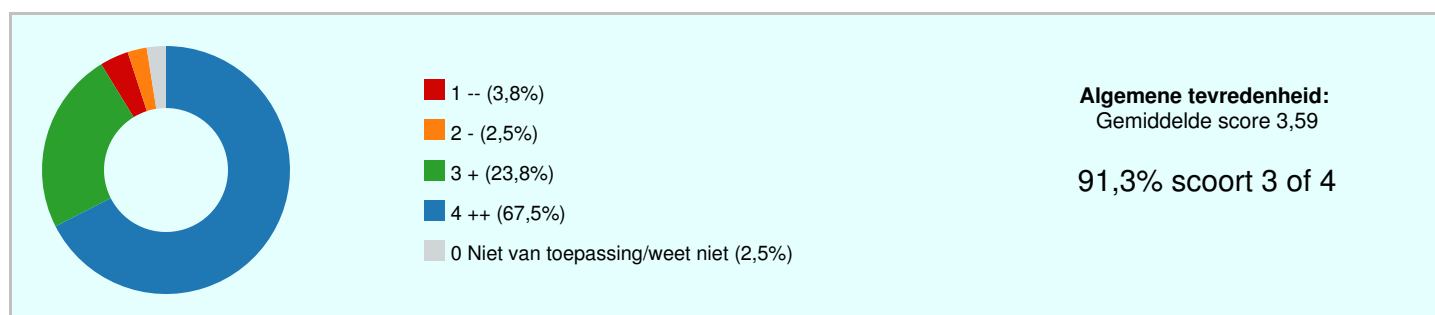 1 -- (3,8%)
2 - (2,5%)
3 + (23,8%)
4 ++ (67,5%)
0 Niet van toepassing/weet niet (2,5%)
Algemene tevredenheid:
Gemiddelde score 3,59
91,3% scoort 3 of 4